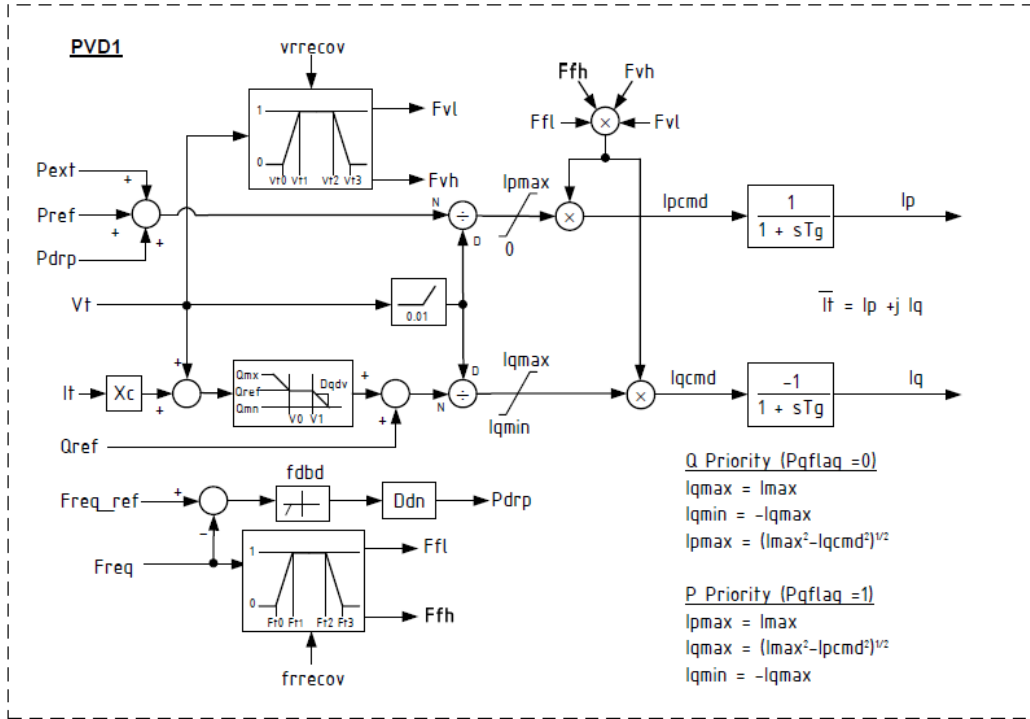 PVD1
vrrecov
Ffh
Fvh
1
Fvl
Ffl
×
Fvl
0
Vt0 Vt1 Vt2 Vt3
Fvh
Pext
+
Ipmax
Pref
+
+
N
÷
×
Ipcmd
1
1 + sTg
Ip
Pdrp
D
0
Vt
0.01
It = Ip +j Iq
+
D
Iqmax
It
Xc
+
Qmx
Qref
Qmn
Dqdv
V0 V1
+
+
N
÷
Iqmin
×
Iqcmd
-1
1 + sTg
Iq
Qref
Q Priority (Pqflag =0)
Iqmax = Imax
Iqmin = -Iqmax
Ipmax = (Imax²-Iqcmd²)¹/²
fdbd
Freq_ref
+
-
Ddn
Pdrp
Freq
1
Ffl
0
Ft0 Ft1 Ft2 Ft3
Ffh
frrecov
P Priority (Pqflag =1)
Ipmax = Imax
Iqmax = (Imax²-Ipcmd²)¹/²
Iqmin = -Iqmax